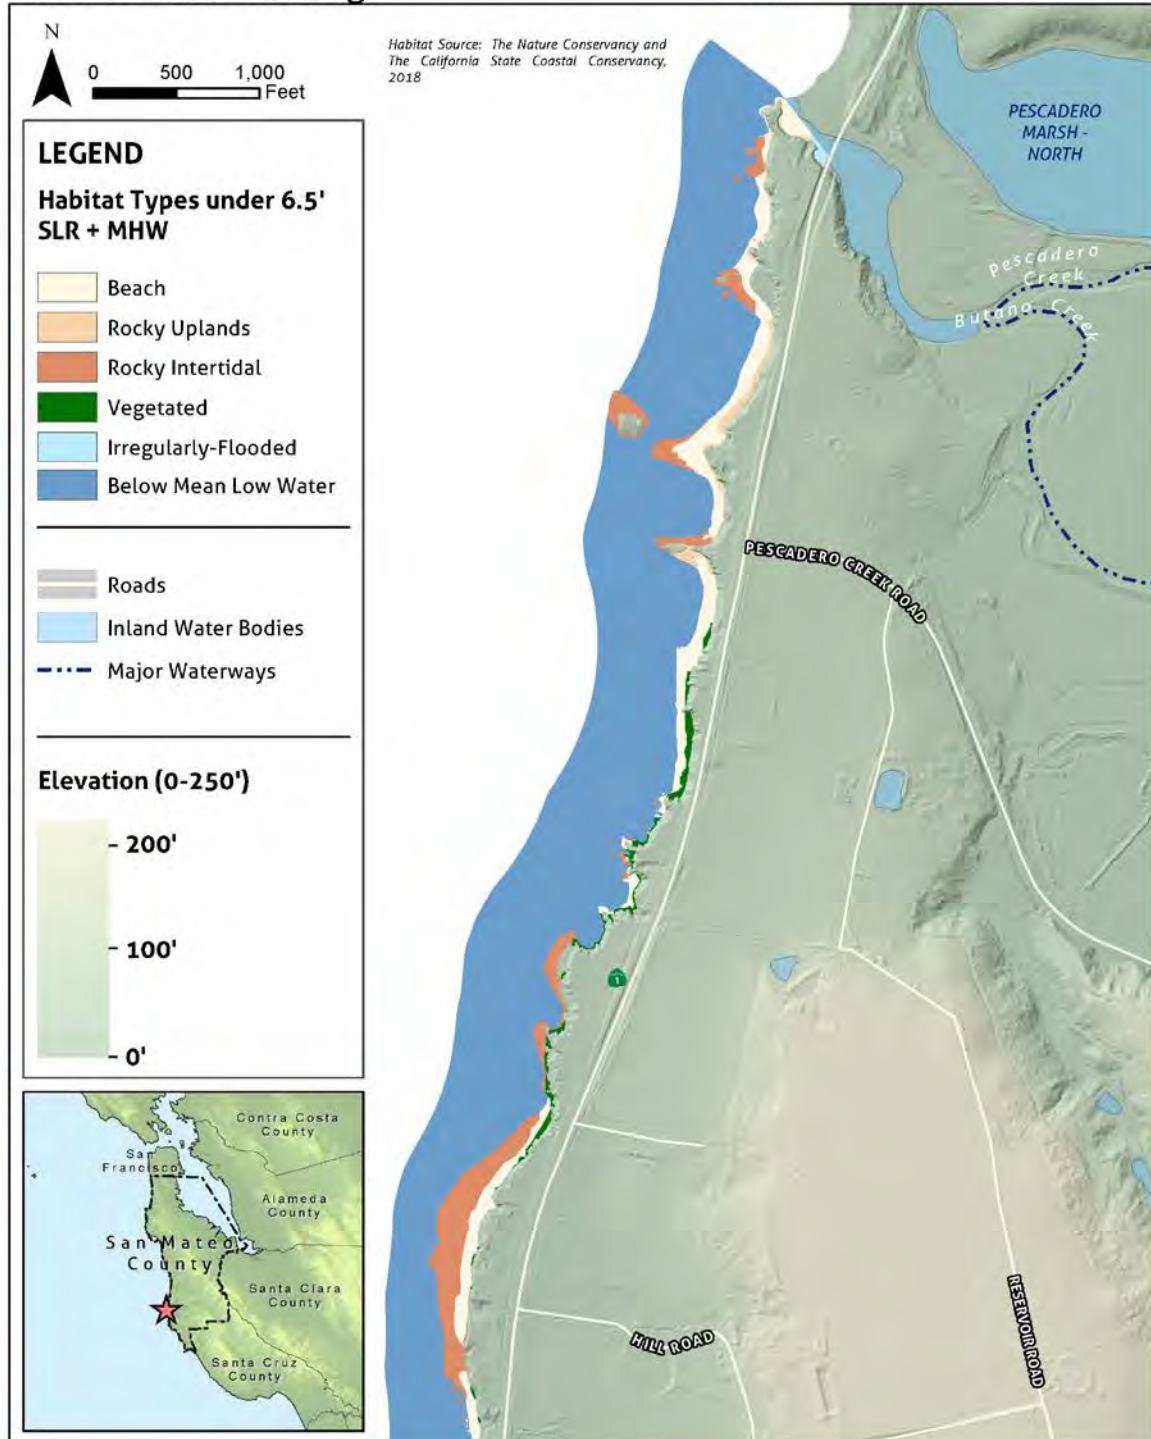 N
0 500 1,000
Feet
Habitat Source: The Nature Conservancy and
The California State Coastal Conservancy,
2018
LEGEND
Habitat Types under 6.5'
SLR + MHW
Beach
Rocky Uplands
Rocky Intertidal
Vegetated
Irregularly-Flooded
Below Mean Low Water
Roads
Inland Water Bodies
Major Waterways
Elevation (0-250')
200'
100'
0'
PESCADERO
MARSH -
NORTH
Pescadero
Creek
Butano Creek
PESCADERO CREEK ROAD
1
HILL ROAD
RESERVOIR ROAD
Contra Costa
County
Sa
Francisco
Alameda
County
San Mateo
County
Santa Clara
County
Santa Cruz
County